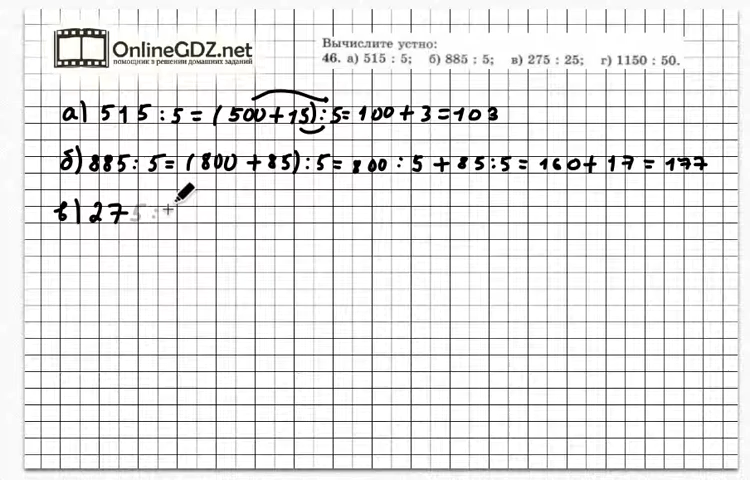 OnlineGDZ.net
помощник в решении домашних заданий
Вычислите устно:
46. а) 515 : 5; б) 885 : 5; в) 275 : 25; г) 1150 : 50.
а) 515 : 5 = (500 + 15) : 5 = 100 + 3 = 103
б) 885 : 5 = (800 + 85) : 5 = 800 : 5 + 85 : 5 = 160 + 17 = 177
в) 275 :